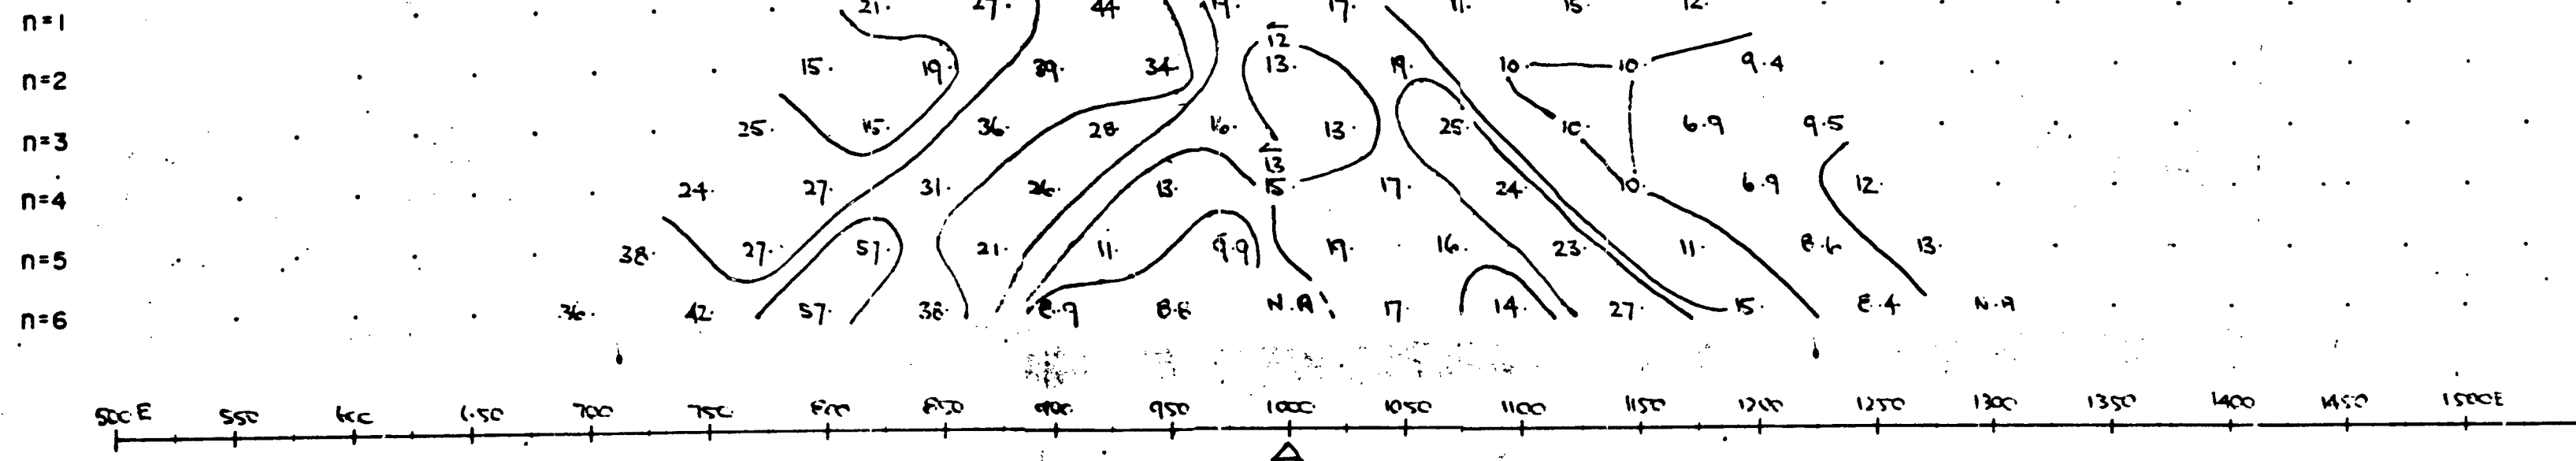 n=1 21. 27. 44 19. 17. 11. 15. 12.
12
n=2 15. 19. 39. 34. 13. 19. 10. 10. 9.4
n=3 25. 15. 36. 28 16. 13. 25. 10. 6.9 9.5
13
n=4 24. 27. 31. 26. 13. 15. 17. 24. 10. 6.9 12.
n=5 38. 27. 57. 21. 11. 9.9 19. 16. 23. 11. 8.6 13.
n=6 36. 42. 57. 38. 8.9 8.8 N.A 17. 14. 27. 15. 8.4 N.A
500E 550 600 650 700 750 800 850 900 950 1000 1050 1100 1150 1200 1250 1300 1350 1400 1450 1500E